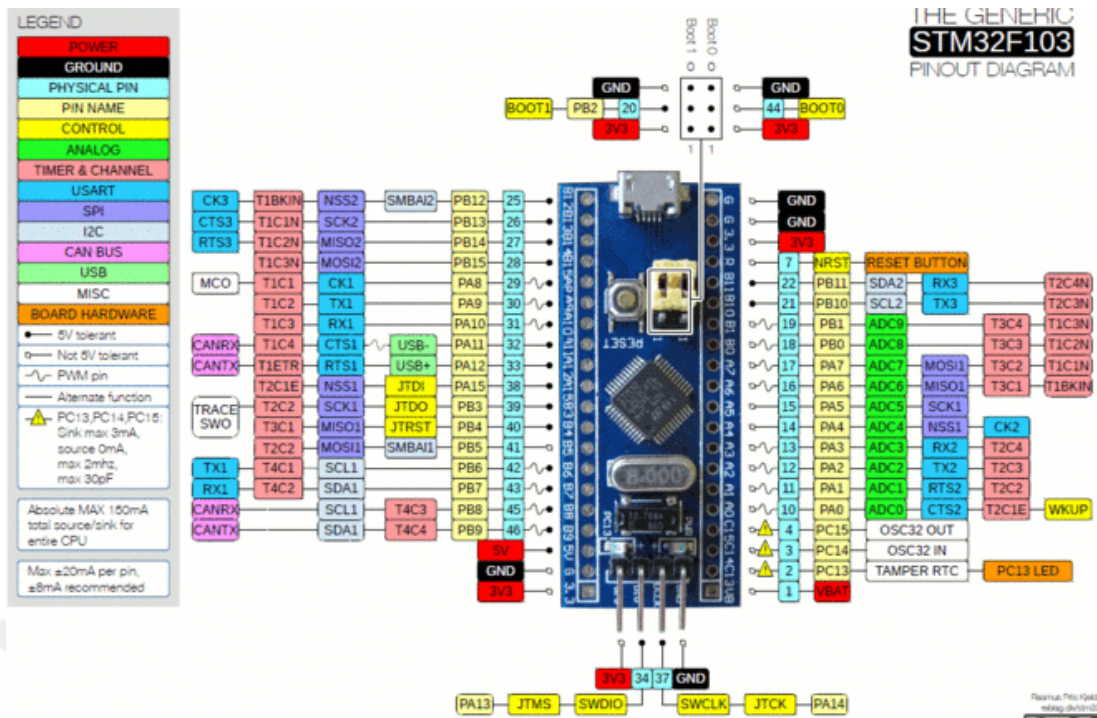 LEGEND
POWER
GROUND
PHYSICAL PIN
PIN NAME
CONTROL
ANALOG
TIMER & CHANNEL
USART
SPI
I2C
CAN BUS
USB
MISC
BOARD HARDWARE
5V tolerant
Not 5V tolerant
PWM pin
Alternate function
PC13,PC14,PC15:
Sink max 3mA,
source 0mA,
max 2mhz,
max 30pF
Absolute MAX 150mA
total source/sink for
entire CPU
Max ±20mA per pin,
±8mA recommended
THE GENERIC
STM32F103
PINOUT DIAGRAM
Boot 1 Boot 0
GND GND
BOOT1 PB2 20 44 BOOT0
3V3 3V3
1 1
CK3 T1BKIN NSS2 SMBAI2 PB12 25
CTS3 T1C1N SCK2 PB13 26
RTS3 T1C2N MISO2 PB14 27
T1C3N MOSI2 PB15 28
MCO T1C1 CK1 PA8 29
T1C2 TX1 PA9 30
T1C3 RX1 PA10 31
CANRX T1C4 CTS1 USB- PA11 32
CANTX T1ETR RTS1 USB+ PA12 33
T2C1E NSS1 JTDI PA15 38
TRACE SWO T2C2 SCK1 JTDO PB3 39
T3C1 MISO1 JTRST PB4 40
T2C2 MOSI1 SMBAI1 PB5 41
TX1 T4C1 SCL1 PB6 42
RX1 T4C2 SDA1 PB7 43
CANRX SCL1 T4C3 PB8 45
CANTX SDA1 T4C4 PB9 46
5V
GND
3V3
RESET
8.000
PC13
PWR
GND
GND
3V3
7 NRST RESET BUTTON
22 PB11 SDA2 RX3 T2C4N
21 PB10 SCL2 TX3 T2C3N
19 PB1 ADC9 T3C4 T1C3N
18 PB0 ADC8 T3C3 T1C2N
17 PA7 ADC7 MOSI1 T3C2 T1C1N
16 PA6 ADC6 MISO1 T3C1 T1BKIN
15 PA5 ADC5 SCK1
14 PA4 ADC4 NSS1 CK2
13 PA3 ADC3 RX2 T2C4
12 PA2 ADC2 TX2 T2C3
11 PA1 ADC1 RTS2 T2C2
10 PA0 ADC0 CTS2 T2C1E WKUP
4 PC15 OSC32 OUT
3 PC14 OSC32 IN
2 PC13 TAMPER RTC PC13 LED
1 VBAT
3V3 34 37 GND
PA13 JTMS SWDIO SWCLK JTCK PA14